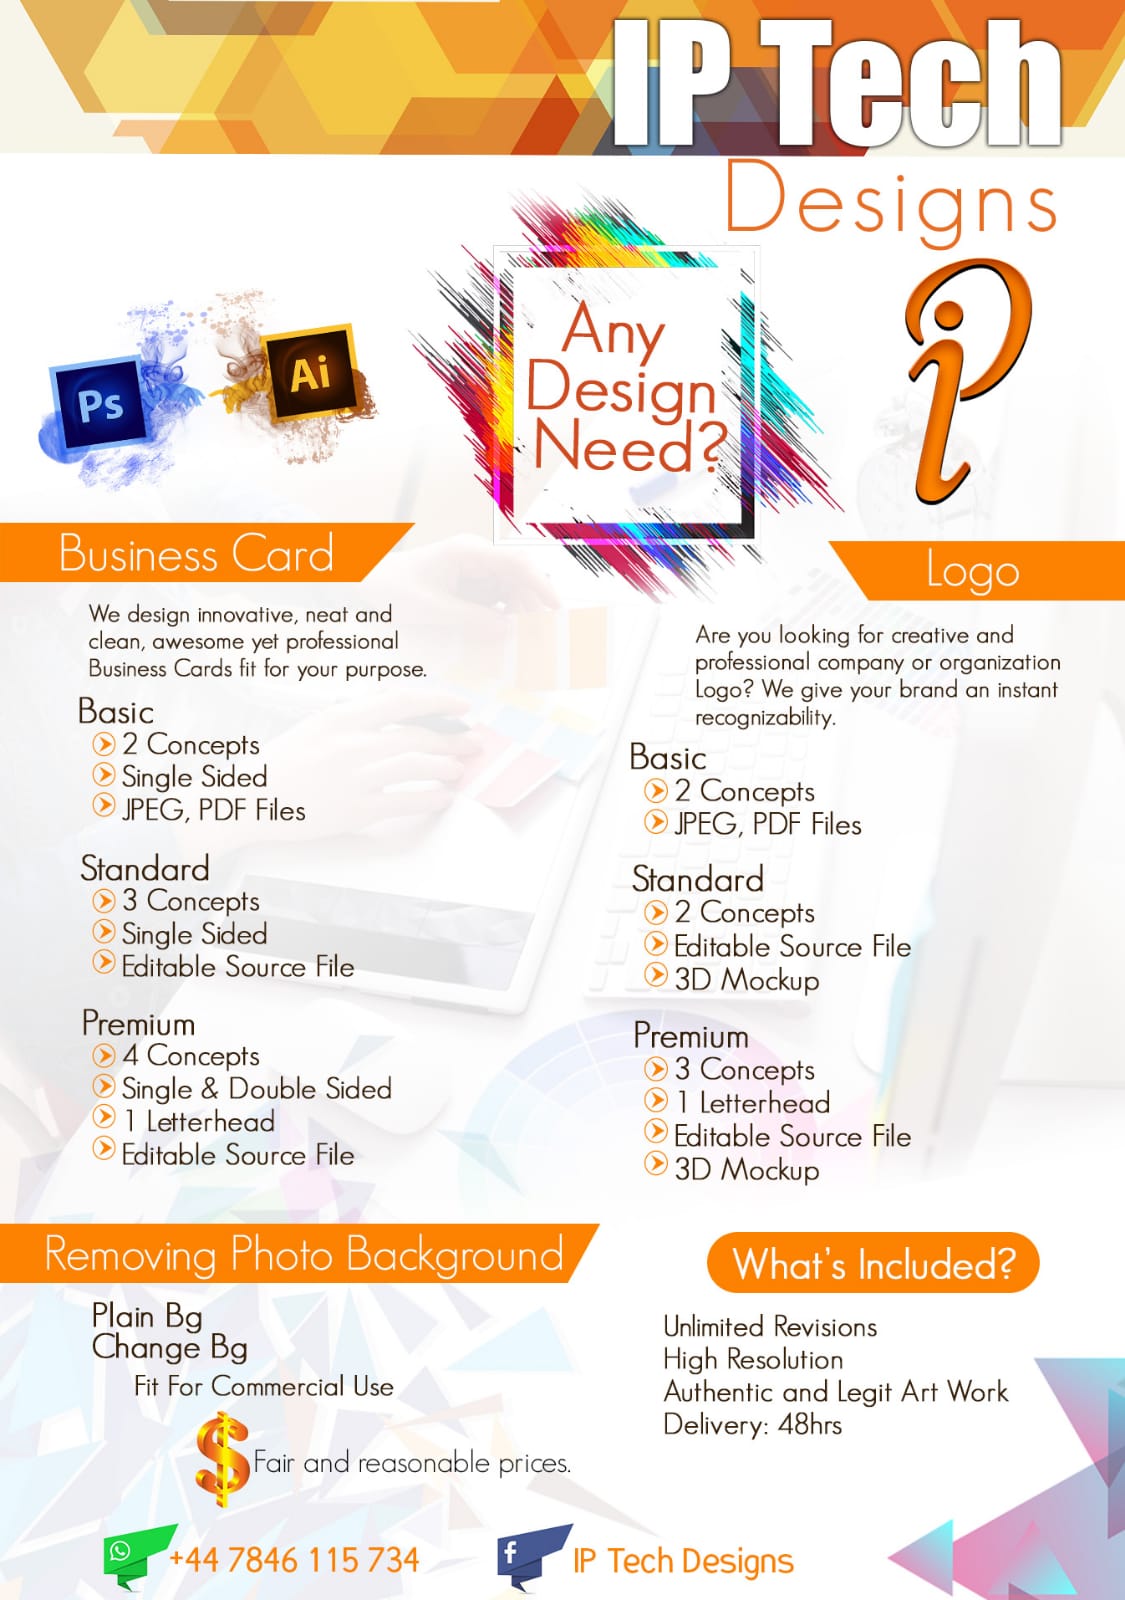 IP Tech
Designs
Ps
Ai
Any
Design
Need?
Business Card
We design innovative, neat and
clean, awesome yet professional
Business Cards fit for your purpose.
Basic
2 Concepts
Single Sided
JPEG, PDF Files
Standard
3 Concepts
Single Sided
Editable Source File
Premium
4 Concepts
Single & Double Sided
1 Letterhead
Editable Source File
Logo
Are you looking for creative and
professional company or organization
Logo? We give your brand an instant
recognizability.
Basic
2 Concepts
JPEG, PDF Files
Standard
2 Concepts
Editable Source File
3D Mockup
Premium
3 Concepts
1 Letterhead
Editable Source File
3D Mockup
Removing Photo Background
Plain Bg
Change Bg
Fit For Commercial Use
$
Fair and reasonable prices.
What's Included?
Unlimited Revisions
High Resolution
Authentic and Legit Art Work
Delivery: 48hrs
+44 7846 115 734
f
IP Tech Designs